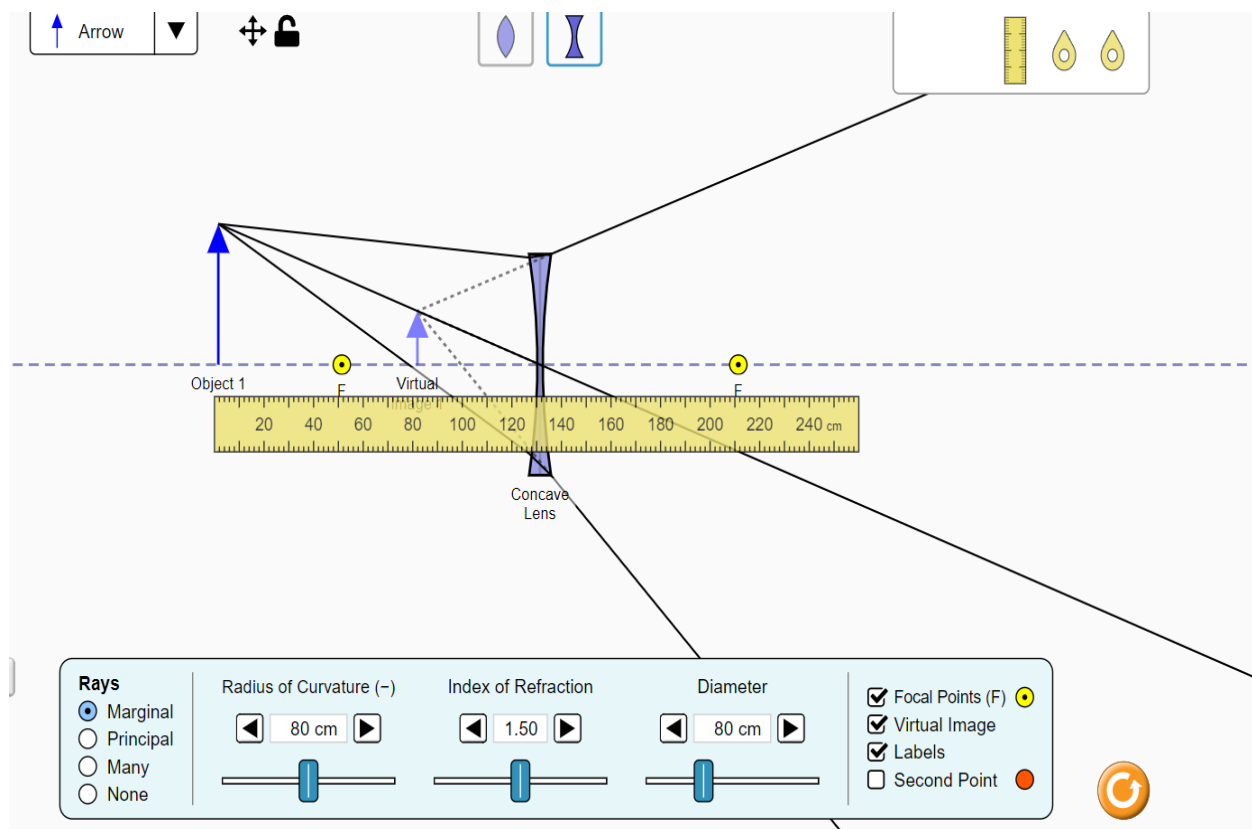 Arrow
Object 1
F
Virtual
Image 1
F
20 40 60 80 100 120 140 160 180 200 220 240 cm
Concave
Lens
Rays
Marginal
Principal
Many
None
Radius of Curvature (−)
80 cm
Index of Refraction
1.50
Diameter
80 cm
Focal Points (F)
Virtual Image
Labels
Second Point